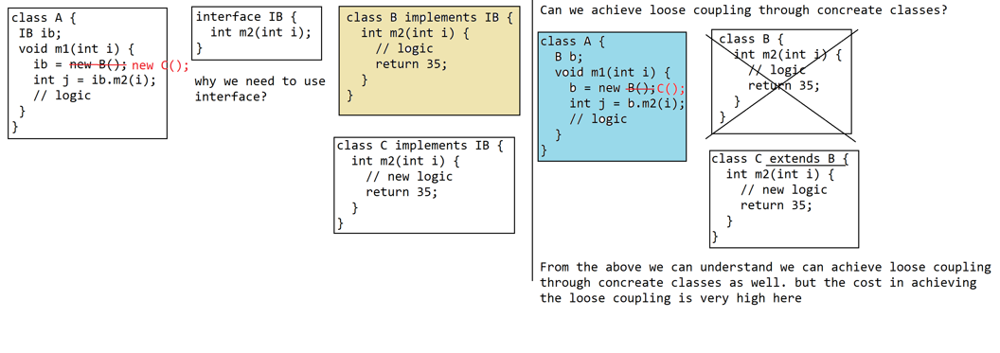 class A {
IB ib;
void m1(int i) {
ib = new B(); new C();
int j = ib.m2(i);
// logic
}
}
interface IB {
int m2(int i);
}
why we need to use
interface?
class B implements IB {
int m2(int i) {
// logic
return 35;
}
}
class C implements IB {
int m2(int i) {
// new logic
return 35;
}
}
Can we achieve loose coupling through concreate classes?
class A {
B b;
void m1(int i) {
b = new B();C();
int j = b.m2(i);
// logic
}
}
class B {
int m2(int i) {
// logic
return 35;
}
}
class C extends B {
int m2(int i) {
// new logic
return 35;
}
}
From the above we can understand we can achieve loose coupling
through concreate classes as well. but the cost in achieving
the loose coupling is very high here